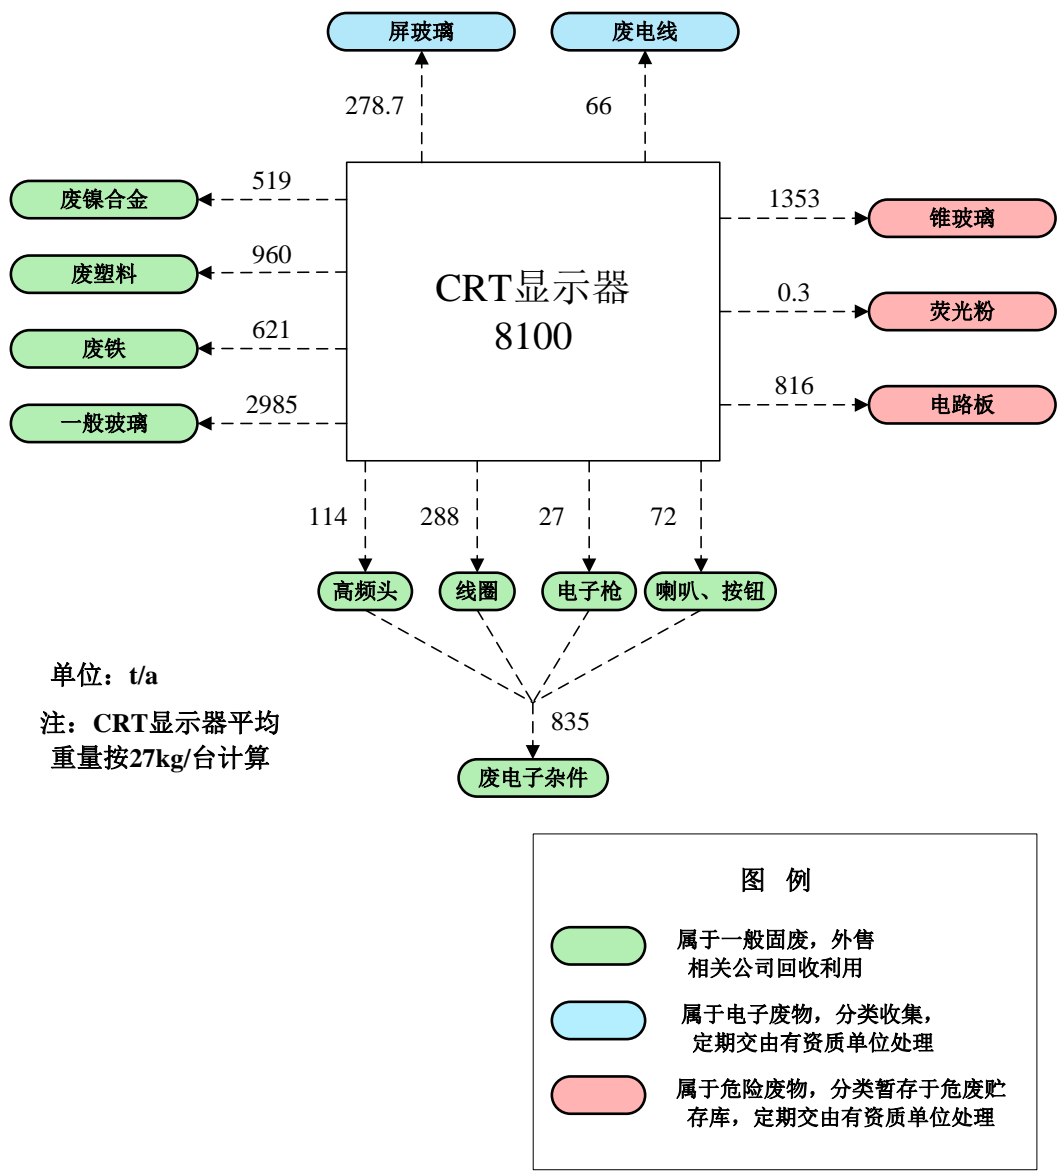 屏玻璃
废电线
278.7
66
519
废镍合金
1353
锥玻璃
960
废塑料
CRT显示器
8100
0.3
荧光粉
621
废铁
2985
一般玻璃
816
电路板
114
288
27
72
高频头
线圈
电子枪
喇叭、按钮
单位：t/a
注：CRT显示器平均
重量按27kg/台计算
835
废电子杂件
图 例
属于一般固废，外售
相关公司回收利用
属于电子废物，分类收集，
定期交由有资质单位处理
属于危险废物，分类暂存于危废贮
存库，定期交由有资质单位处理